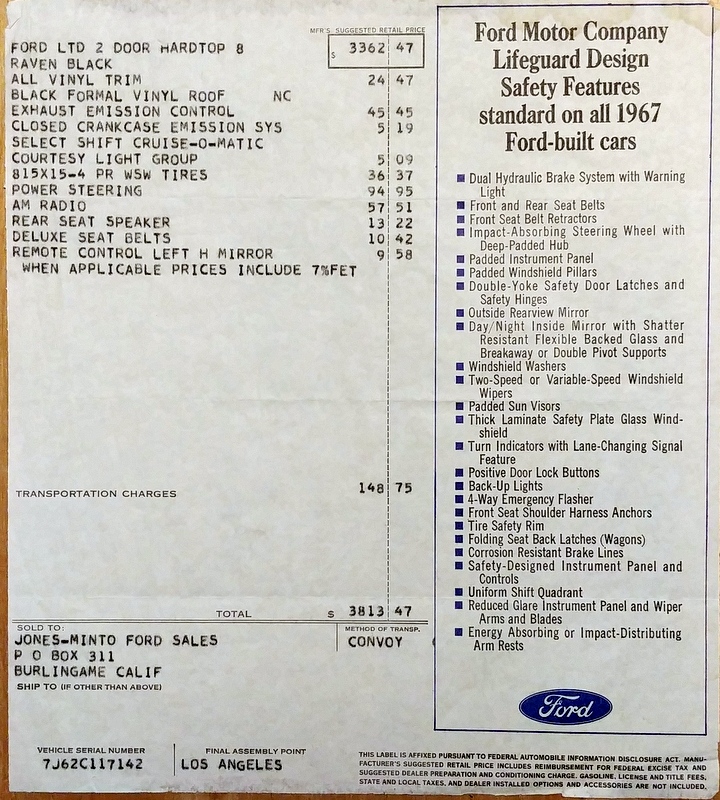 MFR'S SUGGESTED RETAIL PRICE
FORD LTD 2 DOOR HARDTOP 8 $ 3362 47
RAVEN BLACK
ALL VINYL TRIM 24 47
BLACK FORMAL VINYL ROOF NC
EXHAUST EMISSION CONTROL 45 45
CLOSED CRANKCASE EMISSION SYS 5 19
SELECT SHIFT CRUISE-O-MATIC
COURTESY LIGHT GROUP 5 09
815X15-4 PR WSW TIRES 36 37
POWER STEERING 94 95
AM RADIO 57 51
REAR SEAT SPEAKER 13 22
DELUXE SEAT BELTS 10 42
REMOTE CONTROL LEFT H MIRROR 9 58
WHEN APPLICABLE PRICES INCLUDE 7%FET
TRANSPORTATION CHARGES 148 75
TOTAL $ 3813 47
SOLD TO: METHOD OF TRANSP.
JONES-MINTO FORD SALES CONVOY
P O BOX 311
BURLINGAME CALIF
SHIP TO (IF OTHER THAN ABOVE)
VEHICLE SERIAL NUMBER FINAL ASSEMBLY POINT
7J62C117142 LOS ANGELES
Ford Motor Company
Lifeguard Design
Safety Features
standard on all 1967
Ford-built cars
Dual Hydraulic Brake System with Warning
Light
Front and Rear Seat Belts
Front Seat Belt Retractors
Impact-Absorbing Steering Wheel with
Deep-Padded Hub
Padded Instrument Panel
Padded Windshield Pillars
Double-Yoke Safety Door Latches and
Safety Hinges
Outside Rearview Mirror
Day/Night Inside Mirror with Shatter
Resistant Flexible Backed Glass and
Breakaway or Double Pivot Supports
Windshield Washers
Two-Speed or Variable-Speed Windshield
Wipers
Padded Sun Visors
Thick Laminate Safety Plate Glass Wind-
shield
Turn Indicators with Lane-Changing Signal
Feature
Positive Door Lock Buttons
Back-Up Lights
4-Way Emergency Flasher
Front Seat Shoulder Harness Anchors
Tire Safety Rim
Folding Seat Back Latches (Wagons)
Corrosion Resistant Brake Lines
Safety-Designed Instrument Panel and
Controls
Uniform Shift Quadrant
Reduced Glare Instrument Panel and Wiper
Arms and Blades
Energy Absorbing or Impact-Distributing
Arm Rests
Ford
THIS LABEL IS AFFIXED PURSUANT TO FEDERAL AUTOMOBILE INFORMATION DISCLOSURE ACT. MANU-
FACTURER'S SUGGESTED RETAIL PRICE INCLUDES REIMBURSEMENT FOR FEDERAL EXCISE TAX AND
SUGGESTED DEALER PREPARATION AND CONDITIONING CHARGE. GASOLINE, LICENSE AND TITLE FEES,
STATE AND LOCAL TAXES, AND DEALER INSTALLED OPTIONS AND ACCESSORIES ARE NOT INCLUDED.